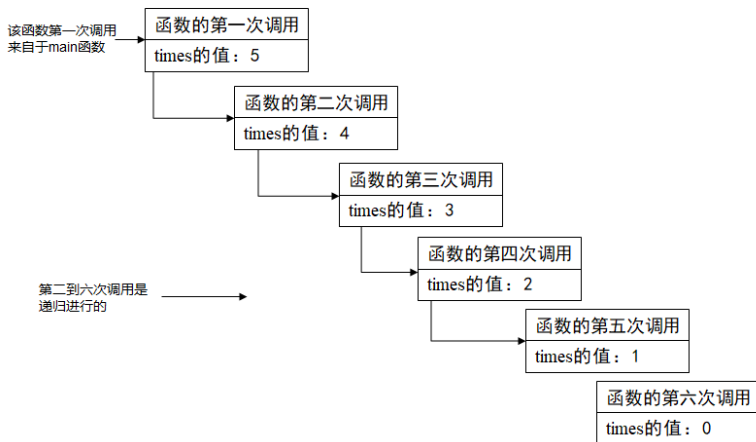 该函数第一次调用
来自于main函数
函数的第一次调用
times的值：5
函数的第二次调用
times的值：4
函数的第三次调用
times的值：3
函数的第四次调用
times的值：2
第二到六次调用是
递归进行的
函数的第五次调用
times的值：1
函数的第六次调用
times的值：0